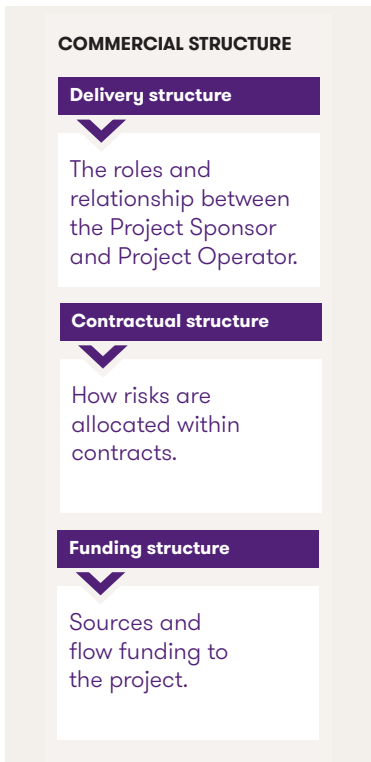 COMMERCIAL STRUCTURE
Delivery structure
The roles and
relationship between
the Project Sponsor
and Project Operator.
Contractual structure
How risks are
allocated within
contracts.
Funding structure
Sources and
flow funding to
the project.